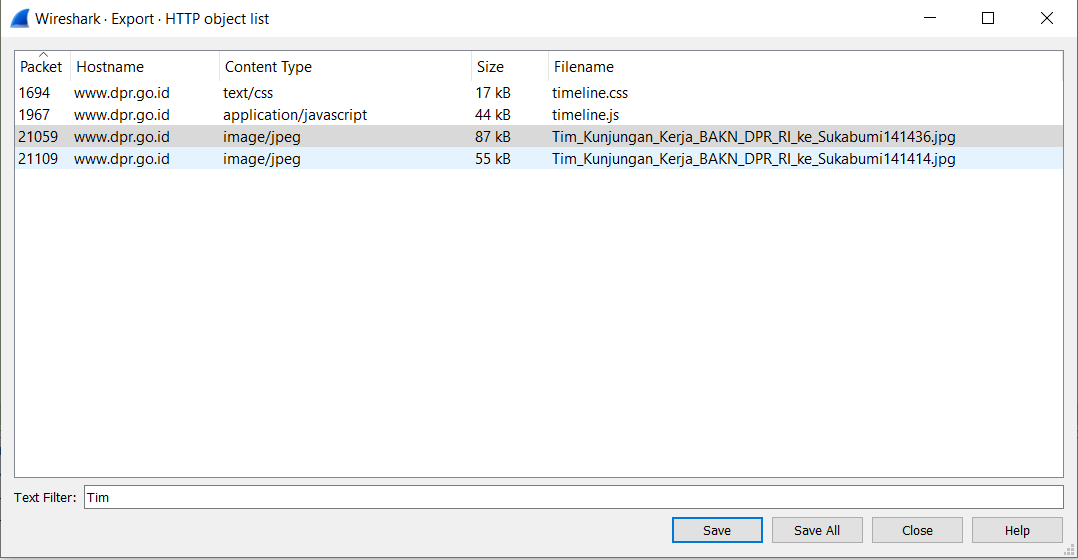 Wireshark · Export · HTTP object list
Packet Hostname Content Type Size Filename
1694 www.dpr.go.id text/css 17 kB timeline.css
1967 www.dpr.go.id application/javascript 44 kB timeline.js
21059 www.dpr.go.id image/jpeg 87 kB Tim_Kunjungan_Kerja_BAKN_DPR_RI_ke_Sukabumi141436.jpg
21109 www.dpr.go.id image/jpeg 55 kB Tim_Kunjungan_Kerja_BAKN_DPR_RI_ke_Sukabumi141414.jpg
Text Filter: Tim
Save Save All Close Help